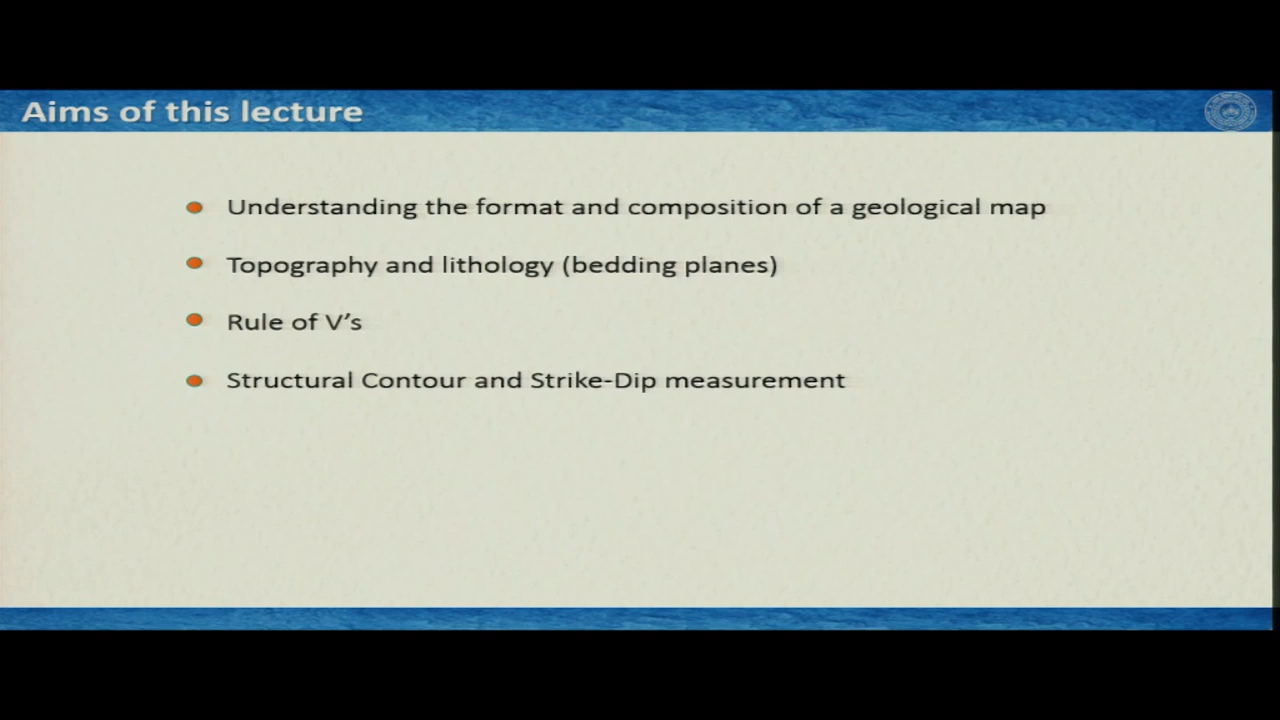 Aims of this lecture
Understanding the format and composition of a geological map
Topography and lithology (bedding planes)
Rule of V’s
Structural Contour and Strike-Dip measurement